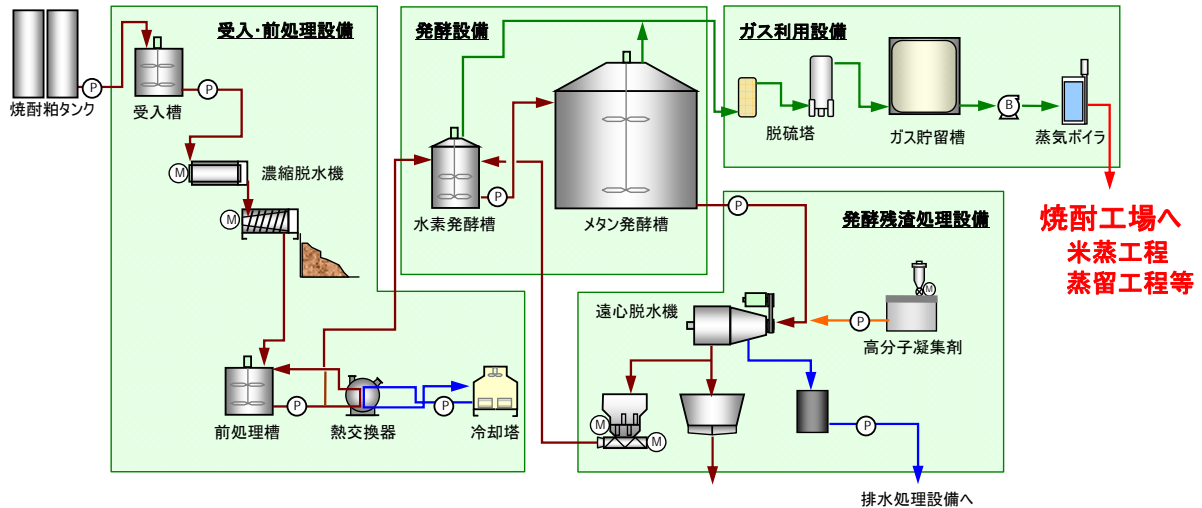 受入・前処理設備
発酵設備
ガス利用設備
P
焼酎粕タンク
受入槽
P
M
濃縮脱水機
M
水素発酵槽
P
メタン発酵槽
P
脱硫塔
ガス貯留槽
B
蒸気ボイラ
焼酎工場へ
米蒸工程
蒸留工程等
発酵残渣処理設備
遠心脱水機
M
P
高分子凝集剤
前処理槽
P
熱交換器
P
冷却塔
M
M
P
排水処理設備へ